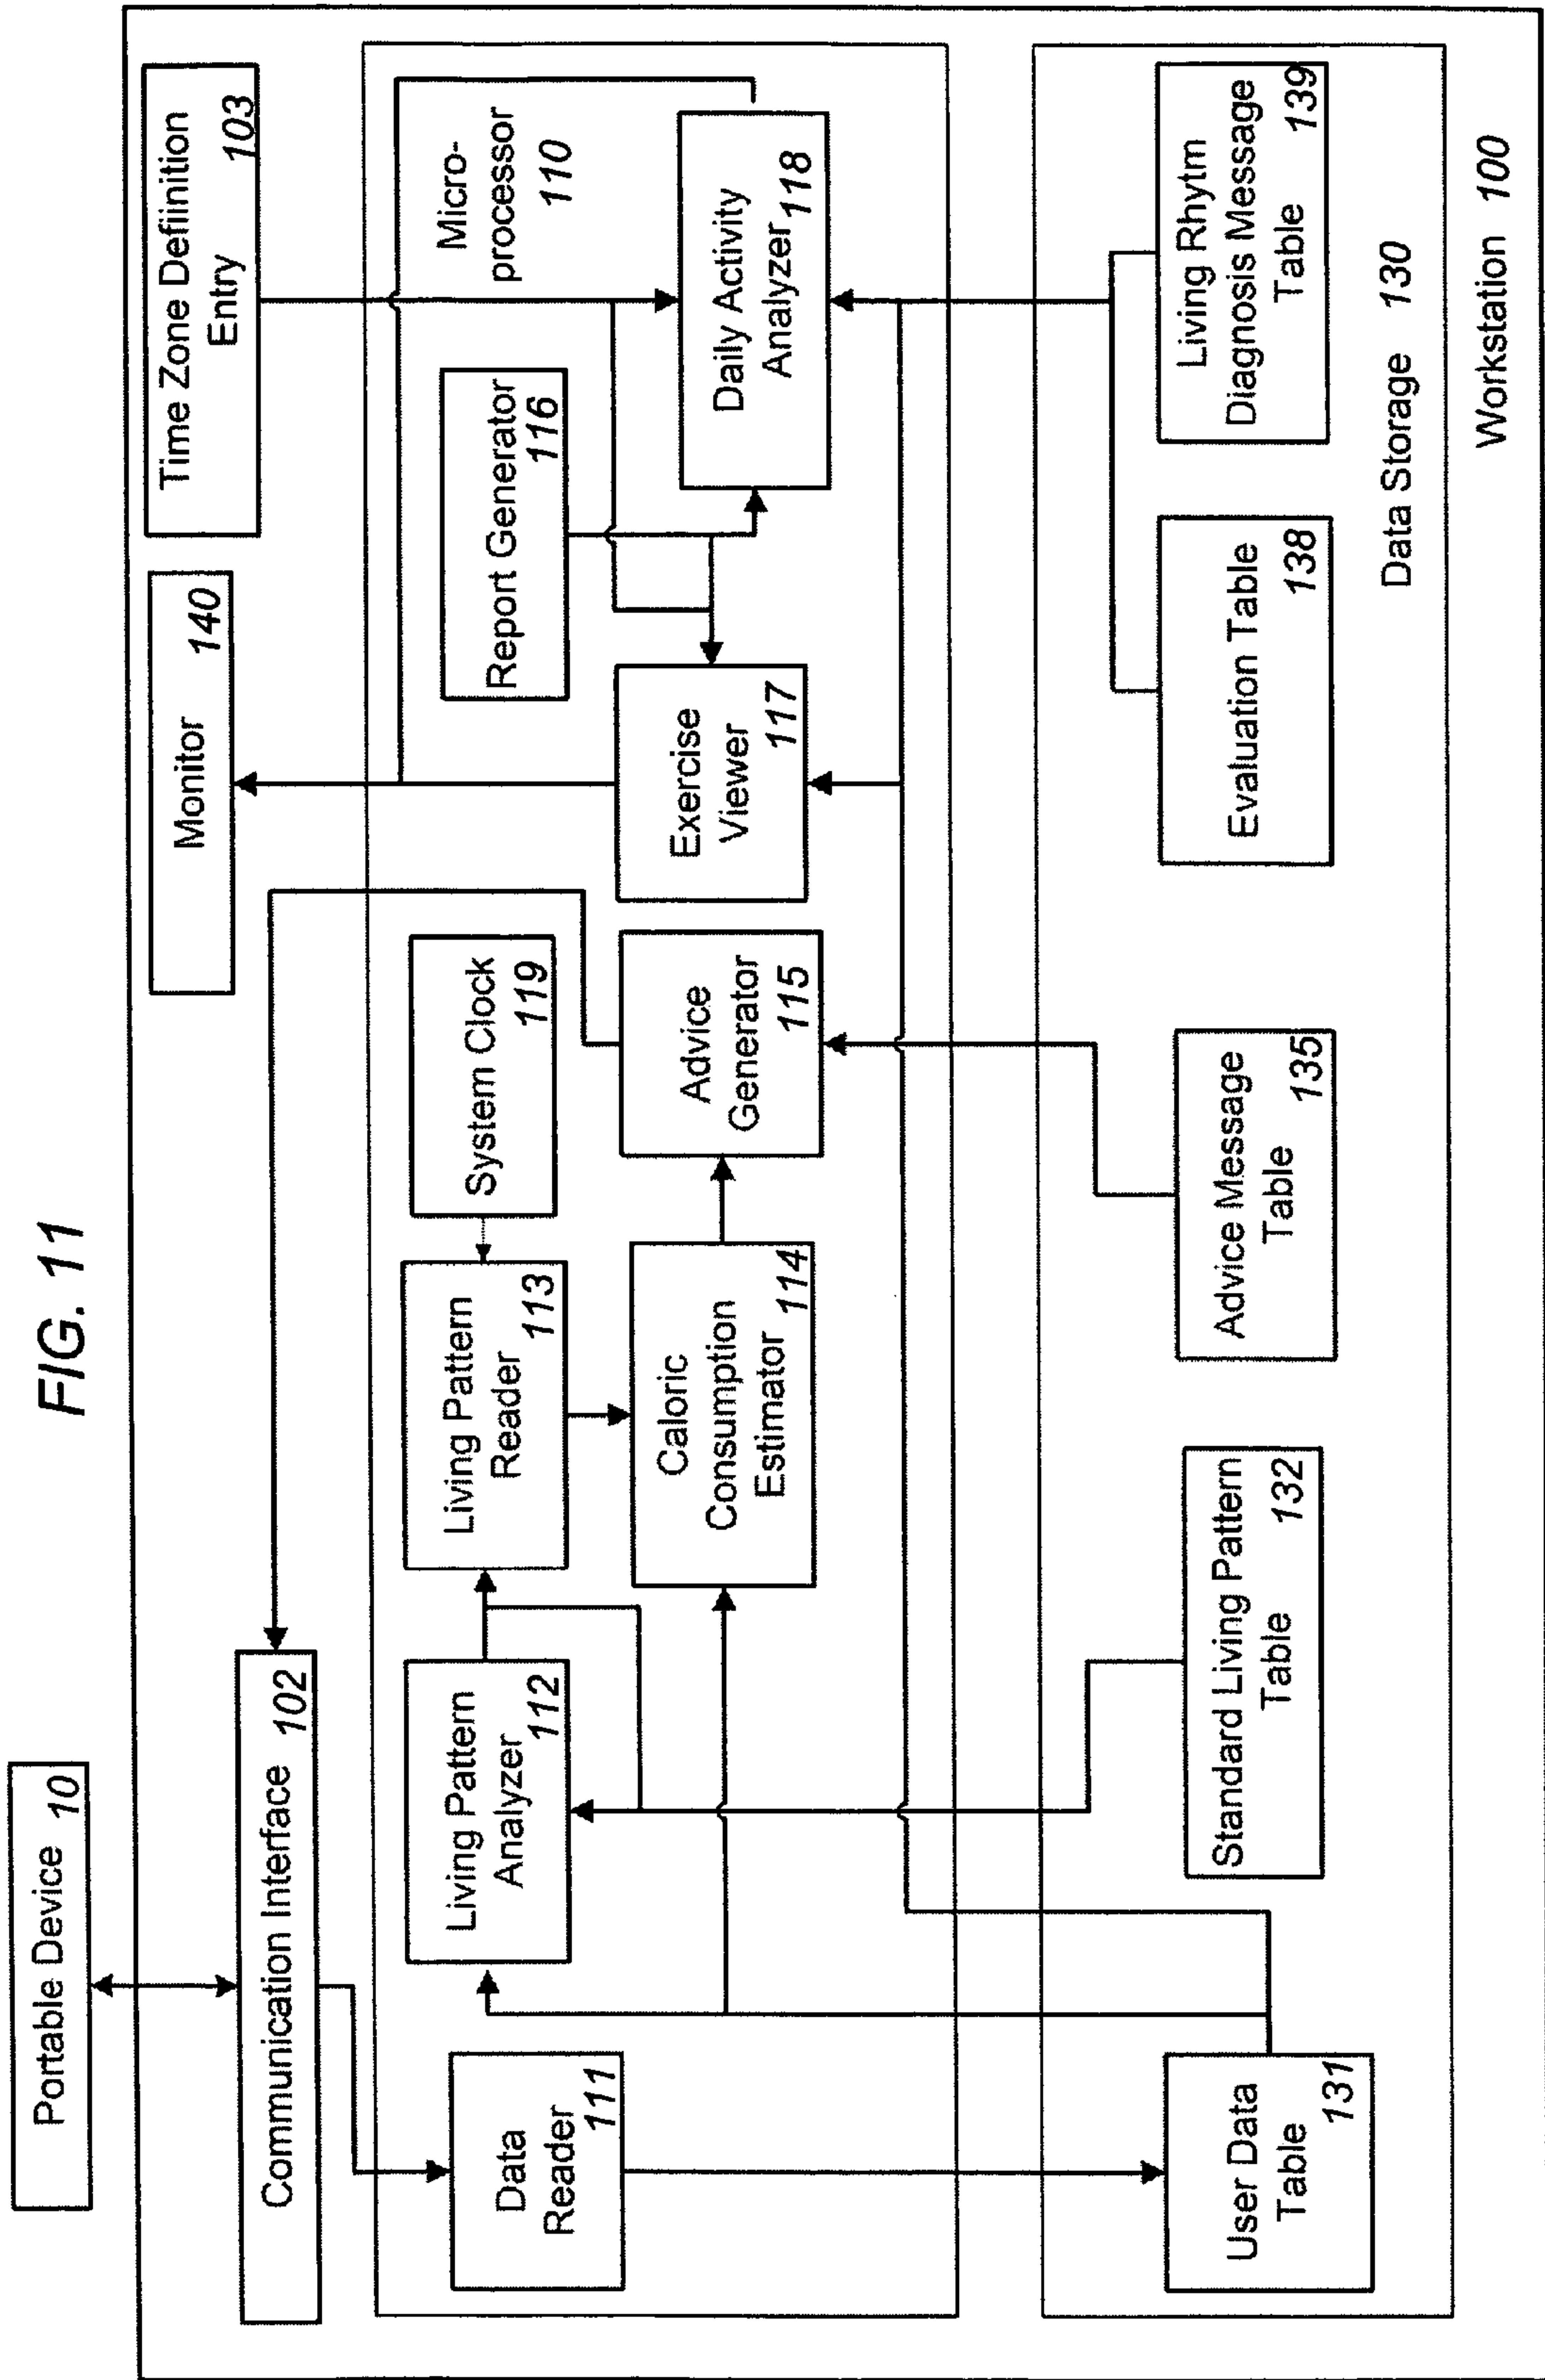 FIG. 11
Portable Device 10
Communication Interface 102
Monitor 140
Time Zone Defiinition
Entry 103
Data
Reader 111
Living Pattern
Analyzer 112
Living Pattern
Reader 113
System Clock
119
Caloric
Consumption
Estimator 114
Advice
Generator
115
Report Generator
116
Exercise
Viewer
117
Micro-
processor
110
Daily Activity
Analyzer 118
User Data
Table 131
Standard Living Pattern
Table 132
Advice Message
Table 135
Evaluation Table
138
Living Rhytm
Diagnosis Message
Table 139
Data Storage 130
Workstation 100